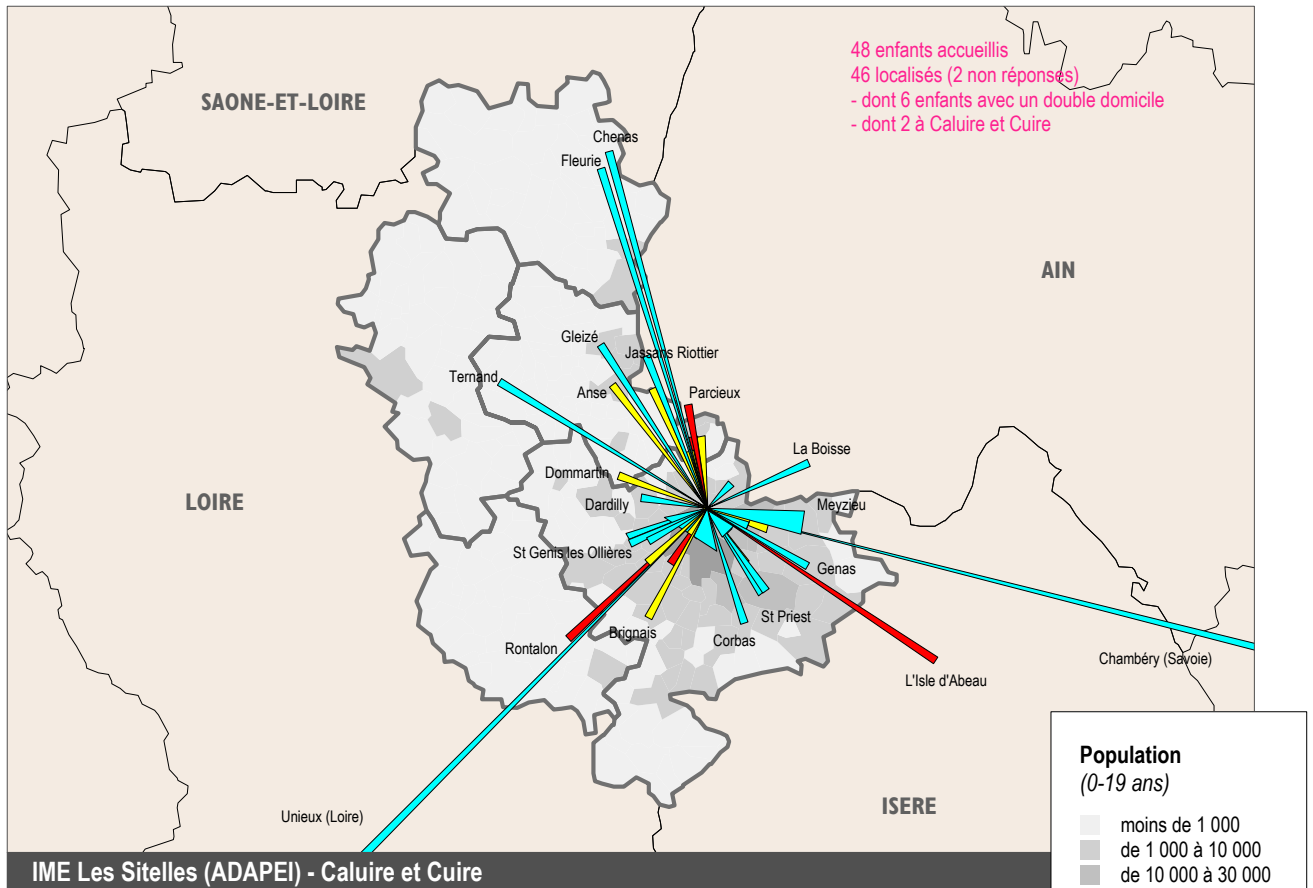 48 enfants accueillis
46 localisés (2 non réponses)
- dont 6 enfants avec un double domicile
- dont 2 à Caluire et Cuire
SAONE-ET-LOIRE
Chenas
Fleurie
AIN
Gleizé
Jassans Riottier
Ternand
Anse
Parcieux
La Boisse
Dommartin
LOIRE
Dardilly
Meyzieu
St Genis les Ollières
Genas
St Priest
Brignais
Corbas
Rontalon
Chambéry (Savoie)
L'Isle d'Abeau
ISERE
Unieux (Loire)
IME Les Sitelles (ADAPEI) - Caluire et Cuire
Population
(0-19 ans)
moins de 1 000
de 1 000 à 10 000
de 10 000 à 30 000